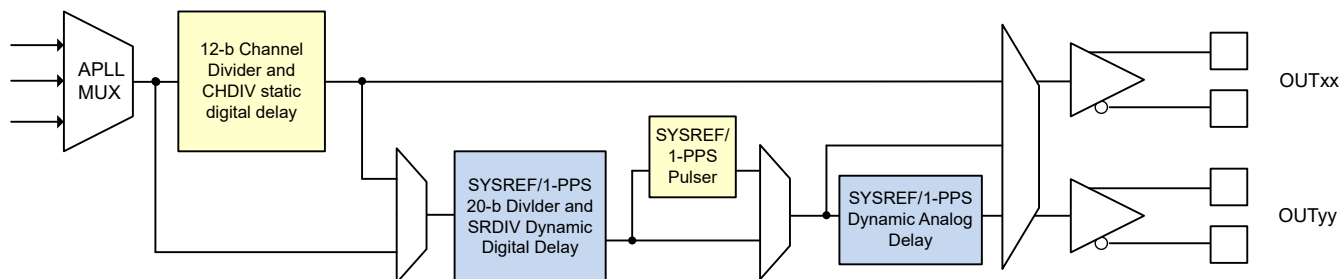 APLL
MUX
12-b Channel
Divider and
CHDIV static
digital delay
SYSREF/1-PPS
20-b DivIder and
SRDIV Dynamic
Digital Delay
SYSREF/
1-PPS
Pulser
SYSREF/1-PPS
Dynamic Analog
Delay
OUTxx
OUTyy